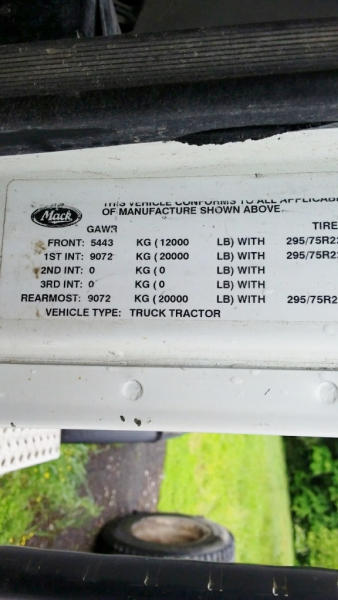 Mack
THIS VEHICLE CONFORMS TO ALL APPLICABL
OF MANUFACTURE SHOWN ABOVE.
GAWR TIRE
FRONT: 5443 KG ( 12000 LB) WITH 295/75R2
1ST INT: 9072 KG ( 20000 LB) WITH 295/75R2
2ND INT: 0 KG ( 0 LB) WITH
3RD INT: 0 KG ( 0 LB) WITH
REARMOST: 9072 KG ( 20000 LB) WITH 295/75R2
VEHICLE TYPE: TRUCK TRACTOR